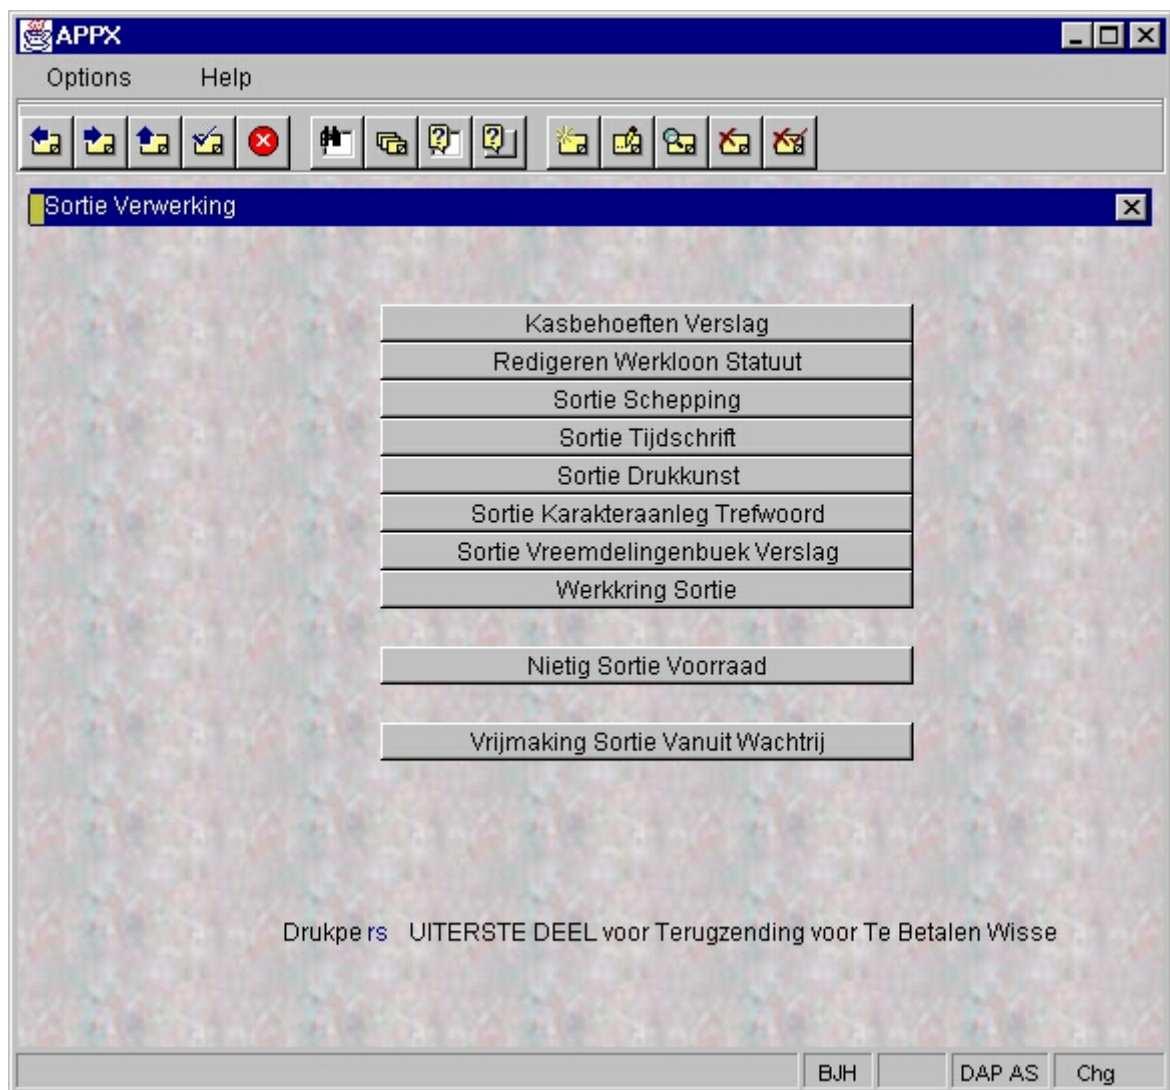 APPX
Options Help
Sortie Verwerking
Kasbehoeften Verslag
Redigeren Werkloon Statuut
Sortie Schepping
Sortie Tijdschrift
Sortie Drukkunst
Sortie Karakteraanleg Trefwoord
Sortie Vreemdelingenbuek Verslag
Werkkring Sortie
Nietig Sortie Voorraad
Vrijmaking Sortie Vanuit Wachtrij
Drukpe rs UITERSTE DEEL voor Terugzending voor Te Betalen Wisse
BJH DAP AS Chg